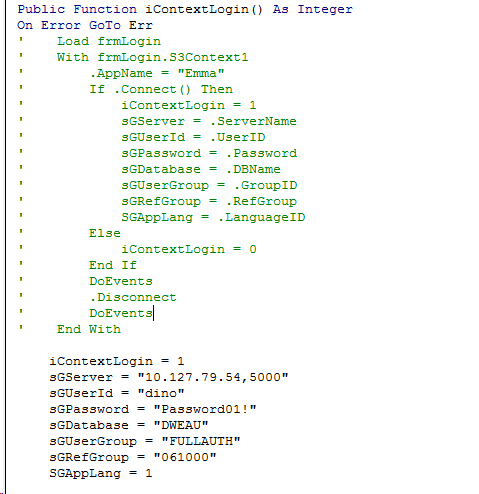 Public Function iContextLogin() As Integer
On Error GoTo Err
'    Load frmLogin
'    With frmLogin.S3Context1
'        .AppName = "Emma"
'        If .Connect() Then
'            iContextLogin = 1
'            sGServer = .ServerName
'            sGUserId = .UserID
'            sGPassword = .Password
'            sGDatabase = .DBName
'            sGUserGroup = .GroupID
'            sGRefGroup = .RefGroup
'            SGAppLang = .LanguageID
'        Else
'            iContextLogin = 0
'        End If
'        DoEvents
'        .Disconnect
'        DoEvents
'    End With
    iContextLogin = 1
    sGServer = "10.127.79.54,5000"
    sGUserId = "dino"
    sGPassword = "Password01!"
    sGDatabase = "DWEAU"
    sGUserGroup = "FULLAUTH"
    sGRefGroup = "061000"
    SGAppLang = 1